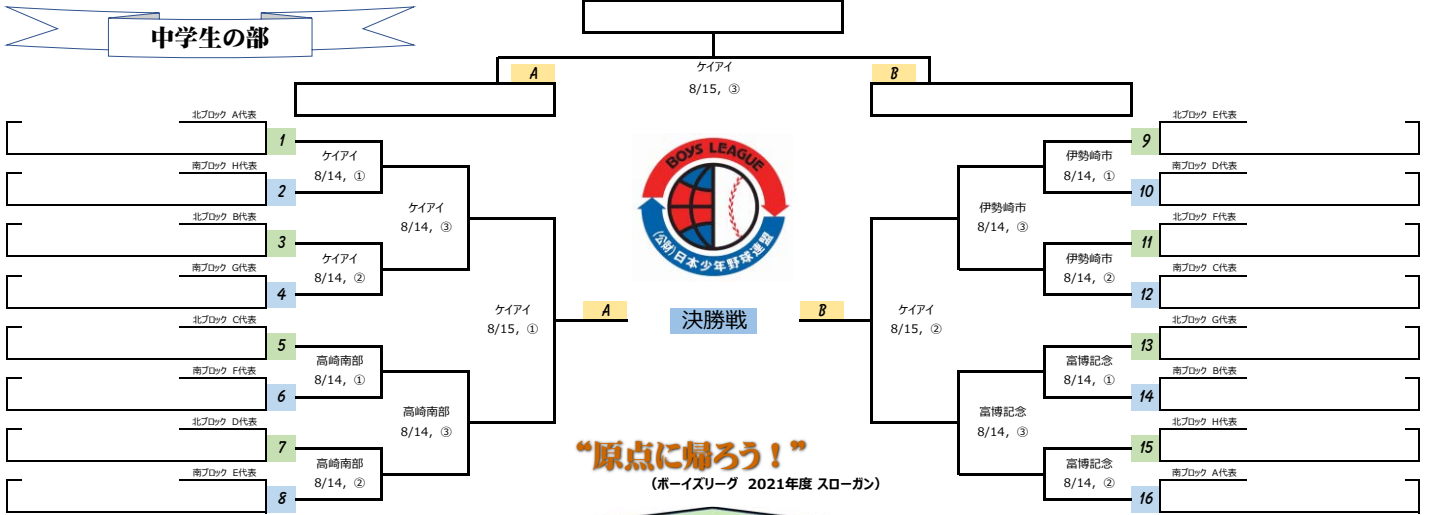 中学生の部
A
ケイアイ
8/15, ③
B
北ブロック A代表
1
ケイアイ
8/14, ①
南ブロック H代表
2
ケイアイ
8/14, ③
北ブロック B代表
3
ケイアイ
8/14, ②
南ブロック G代表
4
ケイアイ
8/15, ①
A
北ブロック C代表
5
高崎南部
8/14, ①
南ブロック F代表
6
高崎南部
8/14, ③
北ブロック D代表
7
高崎南部
8/14, ②
南ブロック E代表
8
BOYS LEAGUE
(公財)日本少年野球連盟
決勝戦
“原点に帰ろう！”
（ボーイズリーグ 2021年度 スローガン）
北ブロック E代表
9
伊勢崎市
8/14, ①
南ブロック D代表
10
伊勢崎市
8/14, ③
北ブロック F代表
11
伊勢崎市
8/14, ②
南ブロック C代表
12
B
ケイアイ
8/15, ②
北ブロック G代表
13
富博記念
8/14, ①
南ブロック B代表
14
富博記念
8/14, ③
北ブロック H代表
15
富博記念
8/14, ②
南ブロック A代表
16